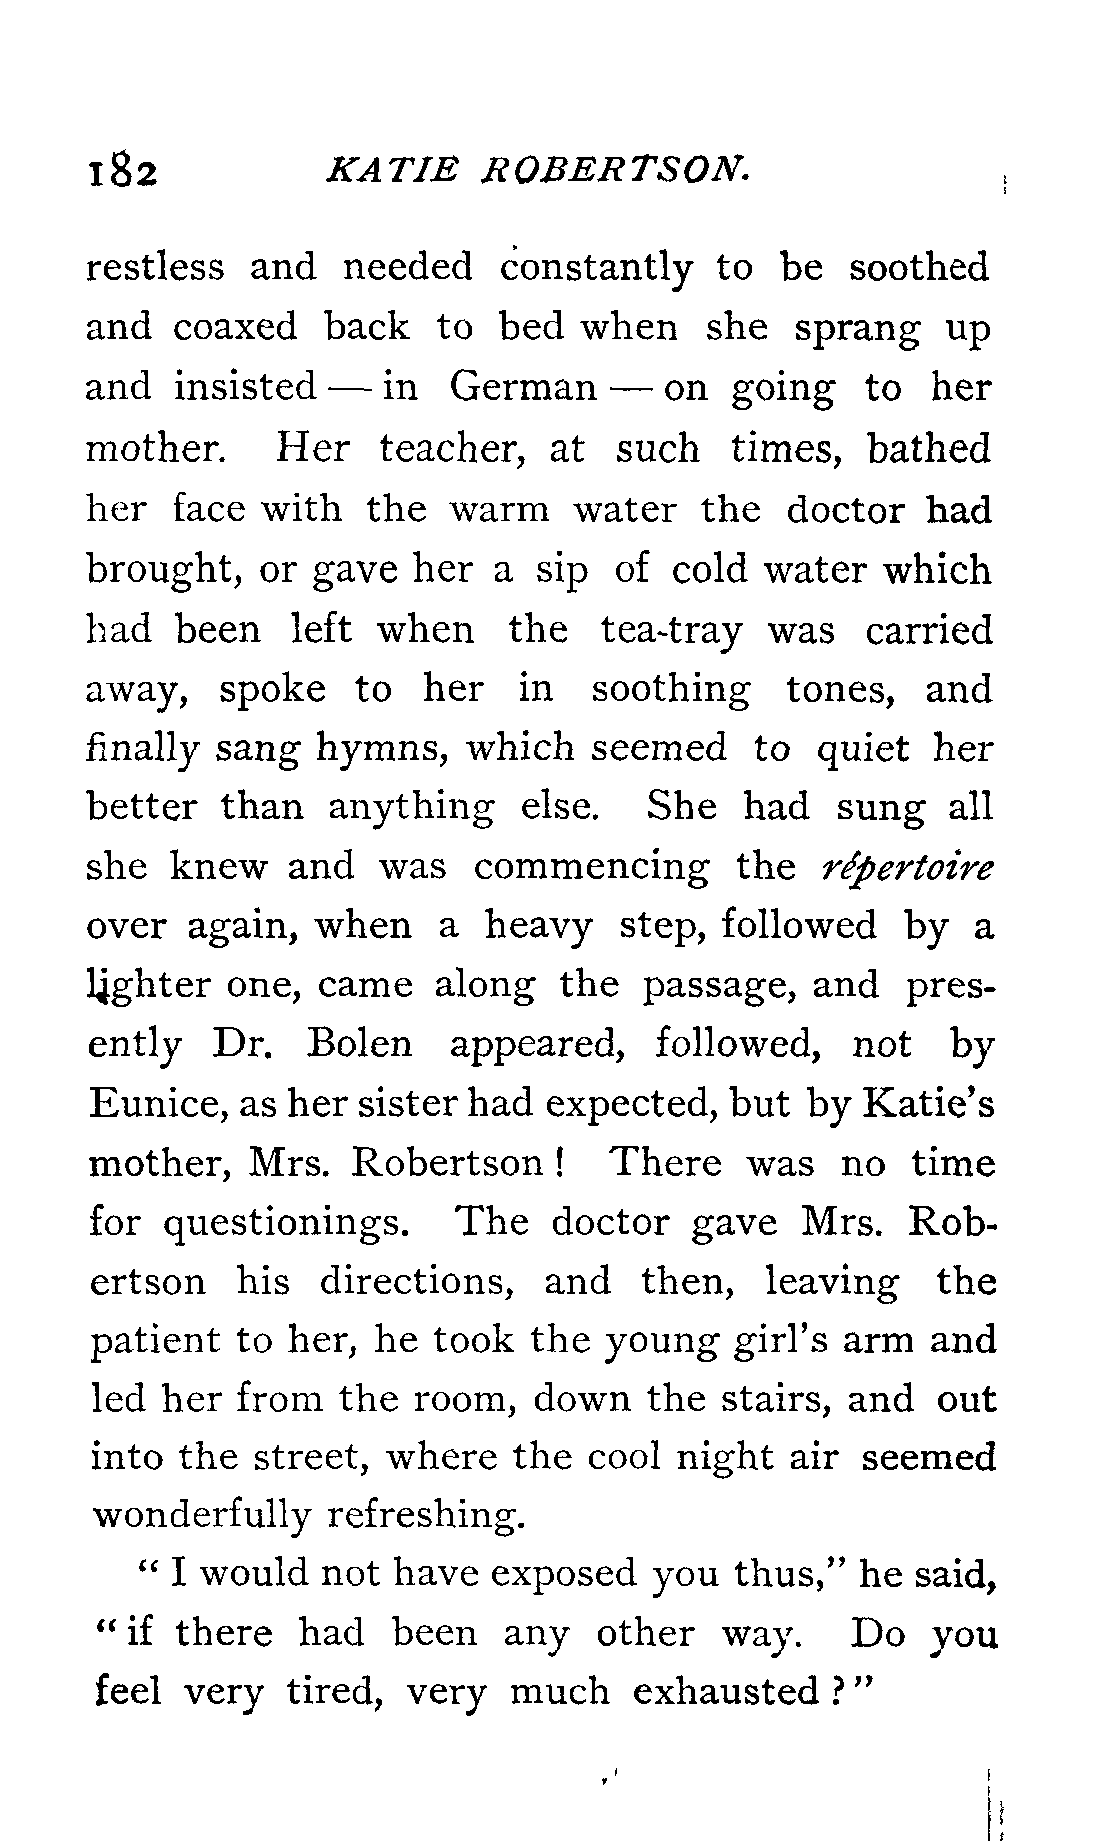 182 KATIE ROBERTSON.
restless and needed constantly to be soothed
and coaxed back to bed when she sprang up
and insisted — in German — on going to her
mother. Her teacher, at such times, bathed
her face with the warm water the doctor had
brought, or gave her a sip of cold water which
had been left when the tea-tray was carried
away, spoke to her in soothing tones, and
finally sang hymns, which seemed to quiet her
better than anything else. She had sung all
she knew and was commencing the répertoire
over again, when a heavy step, followed by a
lighter one, came along the passage, and pres-
ently Dr. Bolen appeared, followed, not by
Eunice, as her sister had expected, but by Katie's
mother, Mrs. Robertson! There was no time
for questionings. The doctor gave Mrs. Rob-
ertson his directions, and then, leaving the
patient to her, he took the young girl's arm and
led her from the room, down the stairs, and out
into the street, where the cool night air seemed
wonderfully refreshing.
"I would not have exposed you thus," he said,
"if there had been any other way. Do you
feel very tired, very much exhausted?"